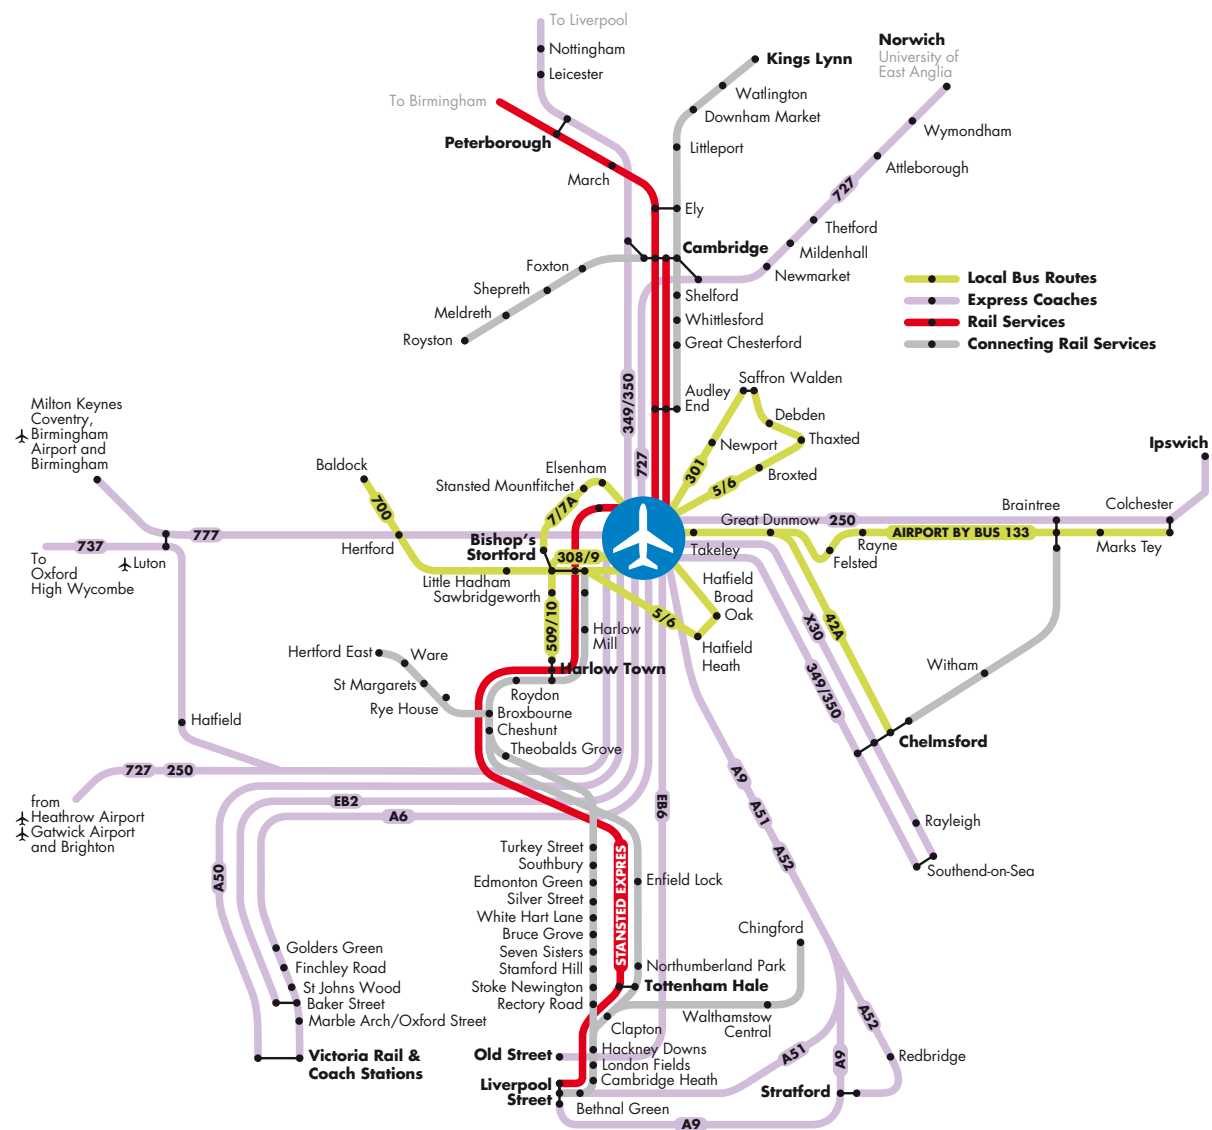 To Liverpool
Nottingham
Leicester
To Birmingham
Peterborough
March
Kings Lynn
Watlington
Downham Market
Littleport
Ely
Cambridge
Norwich
University of
East Anglia
Wymondham
Attleborough
727
Thetford
Mildenhall
Newmarket
Foxton
Shepreth
Meldreth
Royston
Shelford
Whittlesford
Great Chesterford
Audley
End
Local Bus Routes
Express Coaches
Rail Services
Connecting Rail Services
349/350
727
Saffron Walden
Debden
Thaxted
Newport
Broxted
301
5/6
Milton Keynes
Coventry,
Birmingham
Airport and
Birmingham
777
737
To
Oxford
High Wycombe
Luton
Baldock
700
Hertford
Elsenham
Stansted Mountfitchet
7/7A
Bishop's
Stortford
308/9
Little Hadham
Sawbridgeworth
509/10
Harlow
Mill
Harlow Town
Ipswich
Colchester
Braintree
250
Great Dunmow
AIRPORT BY BUS 133
Takeley
Rayne
Felsted
Marks Tey
Hatfield
Broad
Oak
5/6
Hatfield
Heath
X30
42A
349/350
Witham
Chelmsford
Rayleigh
Southend-on-Sea
Hertford East
Ware
St Margarets
Rye House
Roydon
Broxbourne
Cheshunt
Theobalds Grove
Hatfield
727
250
from
Heathrow Airport
Gatwick Airport
and Brighton
EB2
A6
A50
EB6
A9
A51
A52
Turkey Street
Southbury
Edmonton Green
Silver Street
White Hart Lane
Bruce Grove
Seven Sisters
Stamford Hill
Stoke Newington
Rectory Road
STANSTED EXPRES
Enfield Lock
Northumberland Park
Tottenham Hale
Chingford
Walthamstow
Central
Clapton
Golders Green
Finchley Road
St Johns Wood
Baker Street
Marble Arch/Oxford Street
Victoria Rail &
Coach Stations
Old Street
Hackney Downs
London Fields
Cambridge Heath
Liverpool
Street
Bethnal Green
A51
A9
A52
Redbridge
Stratford
A9